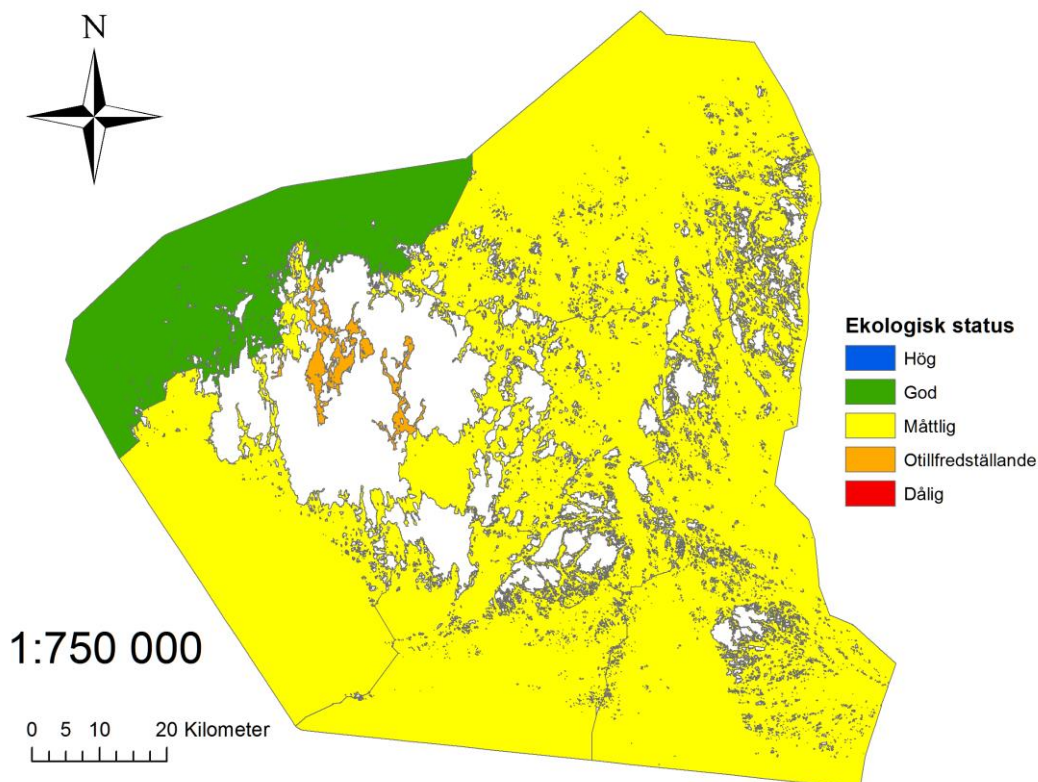 N
Ekologisk status
Hög
God
Måttlig
Otillfredställande
Dålig
1:750 000
0 5 10 20 Kilometer